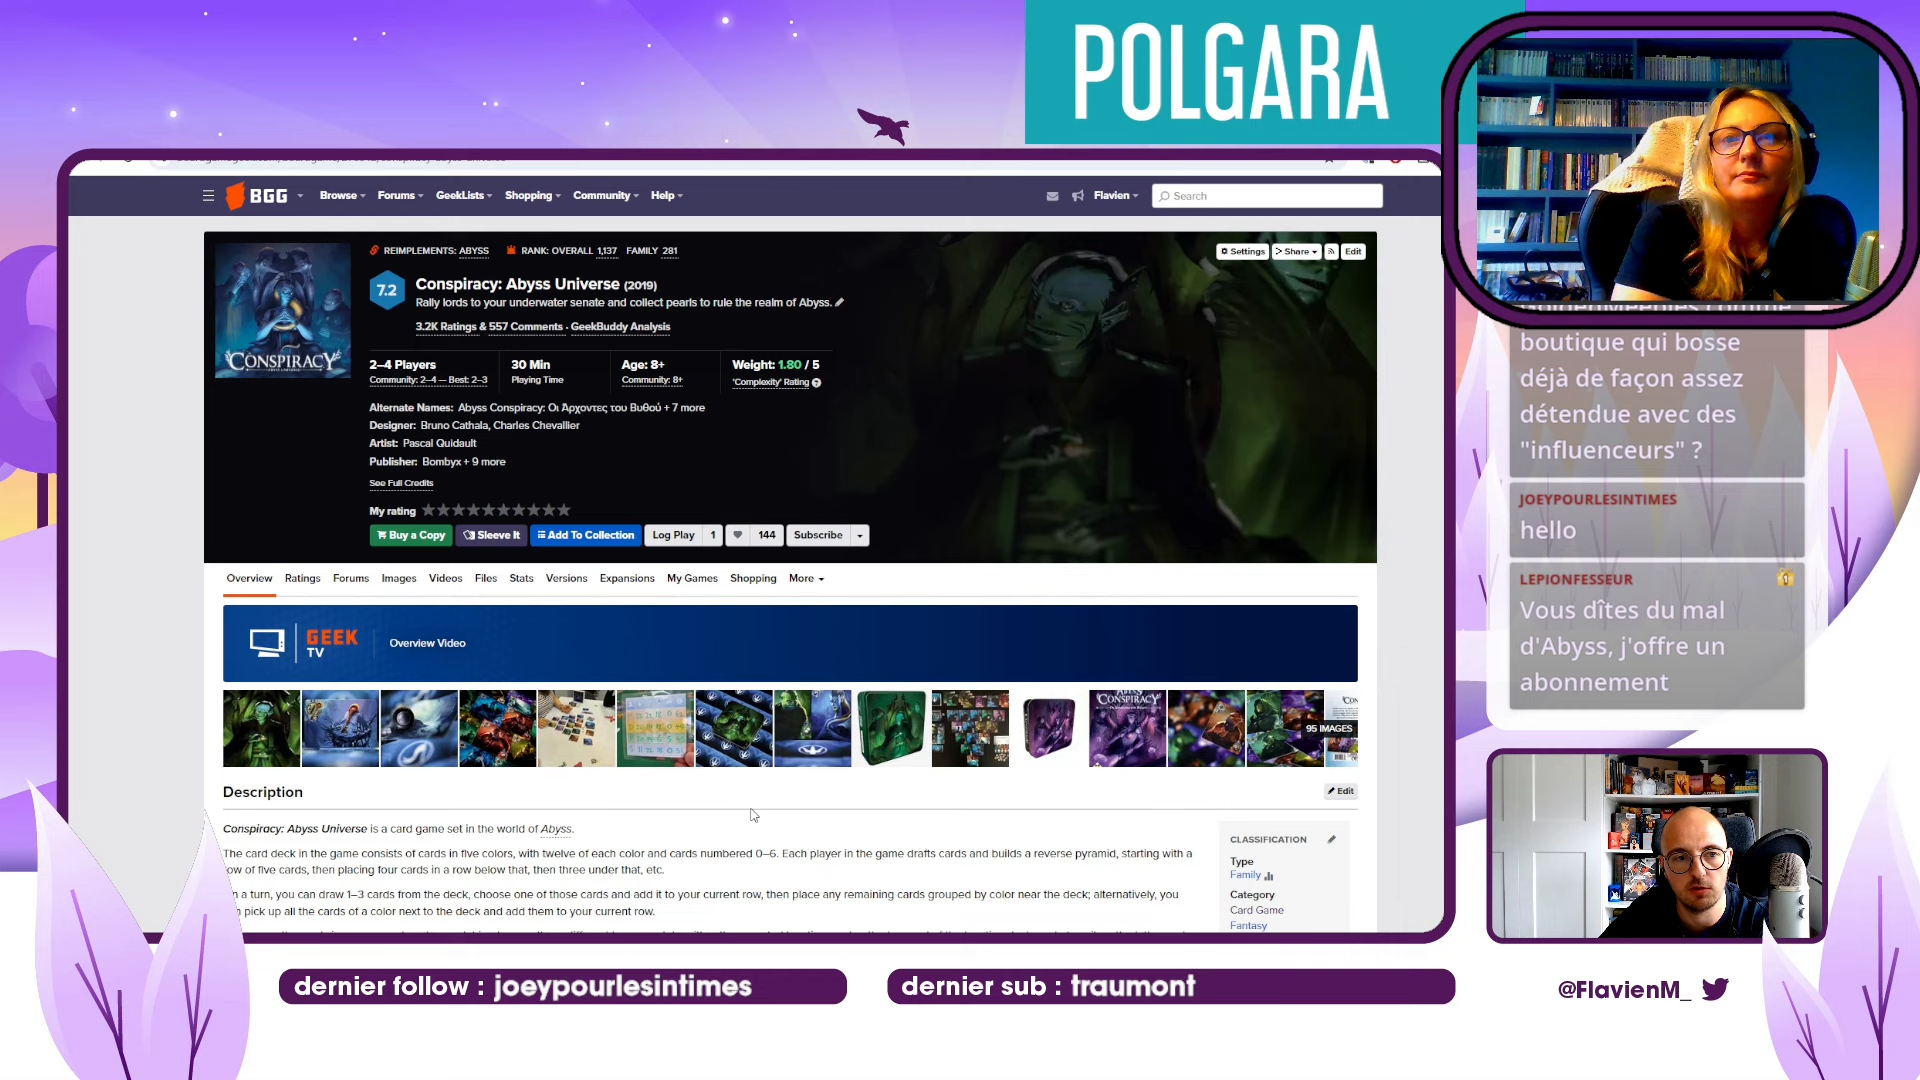 POLGARA
BGG Browse Forums GeekLists Shopping Community Help Flavien Search
REIMPLEMENTS: ABYSS RANK: OVERALL 1,137 FAMILY 281
Settings Share Edit
7.2
Conspiracy: Abyss Universe (2019)
Rally lords to your underwater senate and collect pearls to rule the realm of Abyss.
3.2K Ratings & 557 Comments · GeekBuddy Analysis
CONSPIRACY
2–4 Players 30 Min Age: 8+ Weight: 1.80 / 5
Community: 2–4 — Best: 2–3 Playing Time Community: 8+ 'Complexity' Rating
Alternate Names: Abyss Conspiracy: Οι Άρχοντες του Βυθού + 7 more
Designer: Bruno Cathala, Charles Chevallier
Artist: Pascal Quidault
Publisher: Bombyx + 9 more
See Full Credits
My rating
Buy a Copy Sleeve It Add To Collection Log Play 1 144 Subscribe
Overview Ratings Forums Images Videos Files Stats Versions Expansions My Games Shopping More
GEEK
TV
Overview Video
CONSPIRACY
95 IMAGES
Description Edit
Conspiracy: Abyss Universe is a card game set in the world of Abyss.
The card deck in the game consists of cards in five colors, with twelve of each color and cards numbered 0–6. Each player in the game drafts cards and builds a reverse pyramid, starting with a
row of five cards, then placing four cards in a row below that, then three under that, etc.
n a turn, you can draw 1–3 cards from the deck, choose one of those cards and add it to your current row, then place any remaining cards grouped by color near the deck; alternatively, you
pick up all the cards of a color next to the deck and add them to your current row.
CLASSIFICATION
Type
Family
Category
Card Game
Fantasy
boutique qui bosse
déjà de façon assez
détendue avec des
"influenceurs" ?
JOEYPOURLESINTIMES
hello
LEPIONFESSEUR
Vous dîtes du mal
d'Abyss, j'offre un
abonnement
dernier follow : joeypourlesintimes
dernier sub : traumont
@FlavienM_